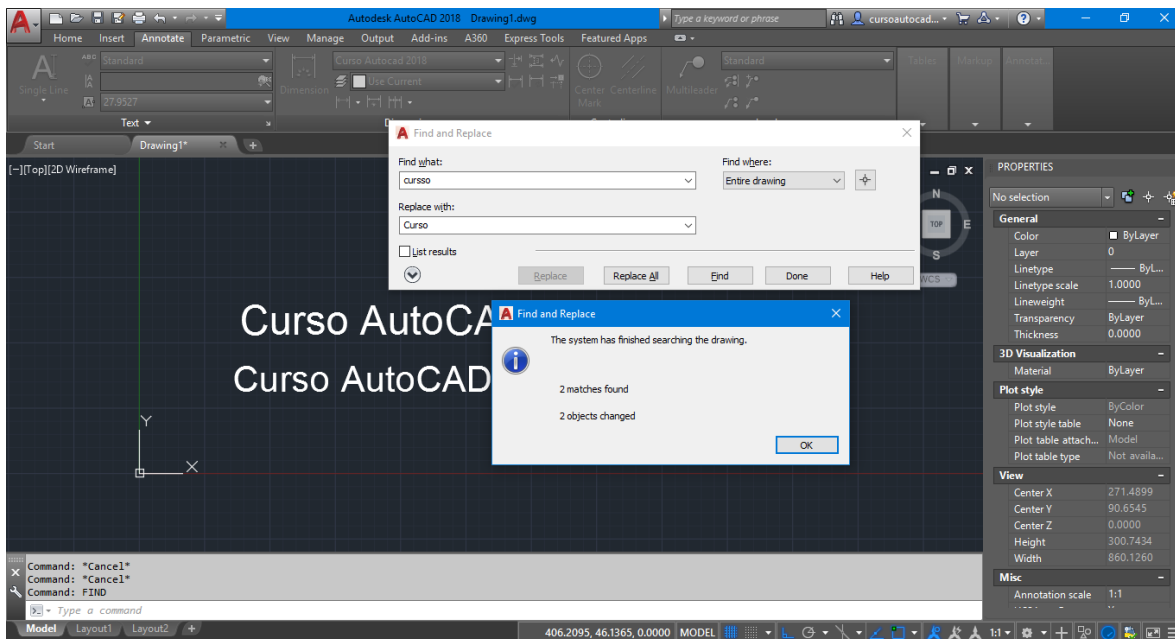 Autodesk AutoCAD 2018 Drawing1.dwg
Type a keyword or phrase
cursoautocad...
Home Insert Annotate Parametric View Manage Output Add-ins A360 Express Tools Featured Apps
A
Single Line
ABC
Standard
27.9527
Text
Dimension
Curso Autocad 2018
Use Current
Center Mark
Centerline
Multileader
Standard
Tables
Markup
Annotat...
Start Drawing1*
[−][Top][2D Wireframe]
N
TOP
E
S
WCS
Find and Replace
Find what:
cursso
Find where:
Entire drawing
Replace with:
Curso
List results
Replace Replace All Find Done Help
Curso AutoCA
Curso AutoCAD
Find and Replace
The system has finished searching the drawing.
2 matches found
2 objects changed
OK
Y
X
PROPERTIES
No selection
General
Color ByLayer
Layer 0
Linetype ByL...
Linetype scale 1.0000
Lineweight ByL...
Transparency ByLayer
Thickness 0.0000
3D Visualization
Material ByLayer
Plot style
Plot style ByColor
Plot style table None
Plot table attach... Model
Plot table type Not availa...
View
Center X 271.4899
Center Y 90.6545
Center Z 0.0000
Height 300.7434
Width 860.1260
Misc
Annotation scale 1:1
Command: *Cancel*
Command: *Cancel*
Command: FIND
Type a command
Model Layout1 Layout2 +
406.2095, 46.1365, 0.0000 MODEL 1:1